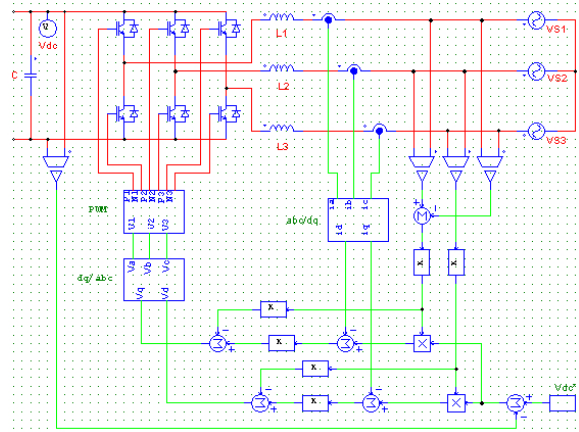 V
Vdc
C
L1
L2
L3
VS1
VS2
VS3
P1 N1 P2 N2 P3 N3
PWM
U1 U2 U3
ia ib ic
abc/dq
id iq
Va Vb Vc
dq/abc
Vq Vd
K
K
K
K
K
K
Vdc*